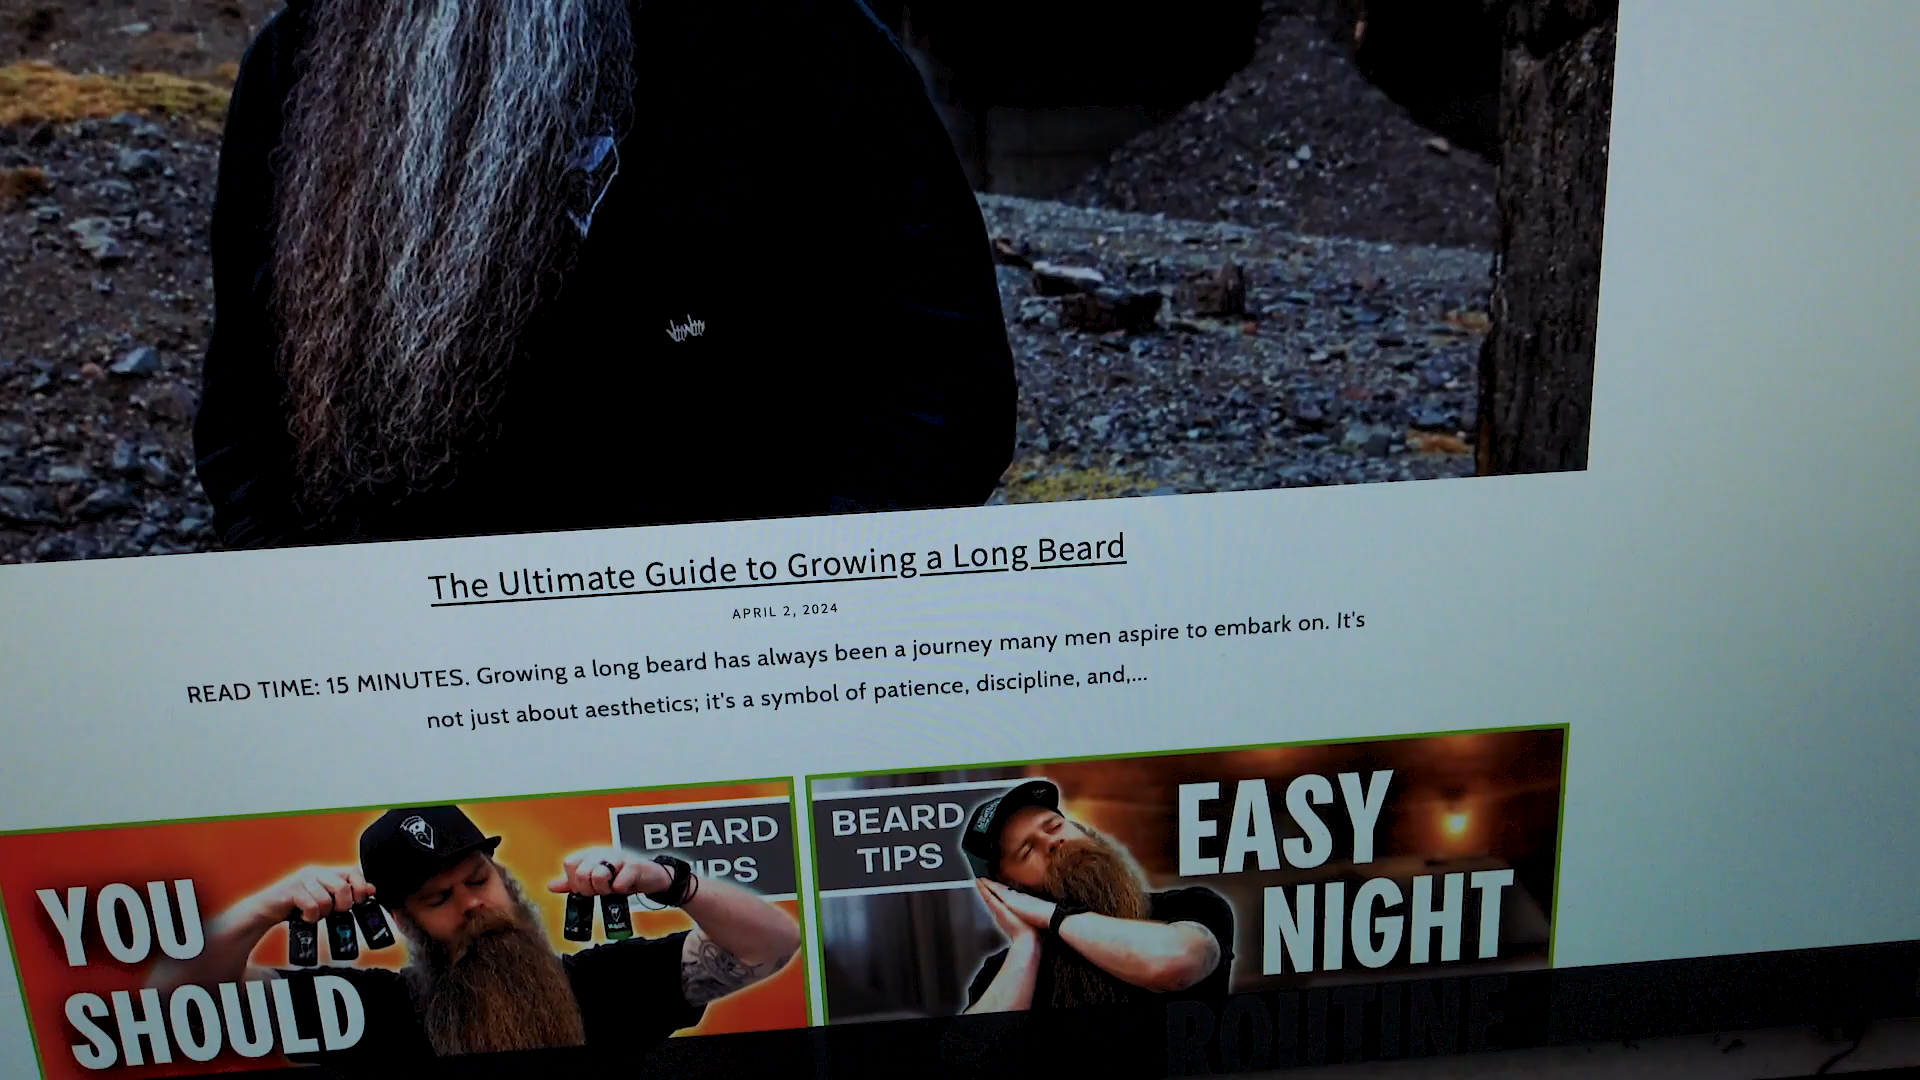 The Ultimate Guide to Growing a Long Beard
APRIL 2, 2024
READ TIME: 15 MINUTES. Growing a long beard has always been a journey many men aspire to embark on. It's
not just about aesthetics; it's a symbol of patience, discipline, and,...
YOU
SHOULD
BEARD
TIPS
BEARD
TIPS
EASY
NIGHT
ROUTINE